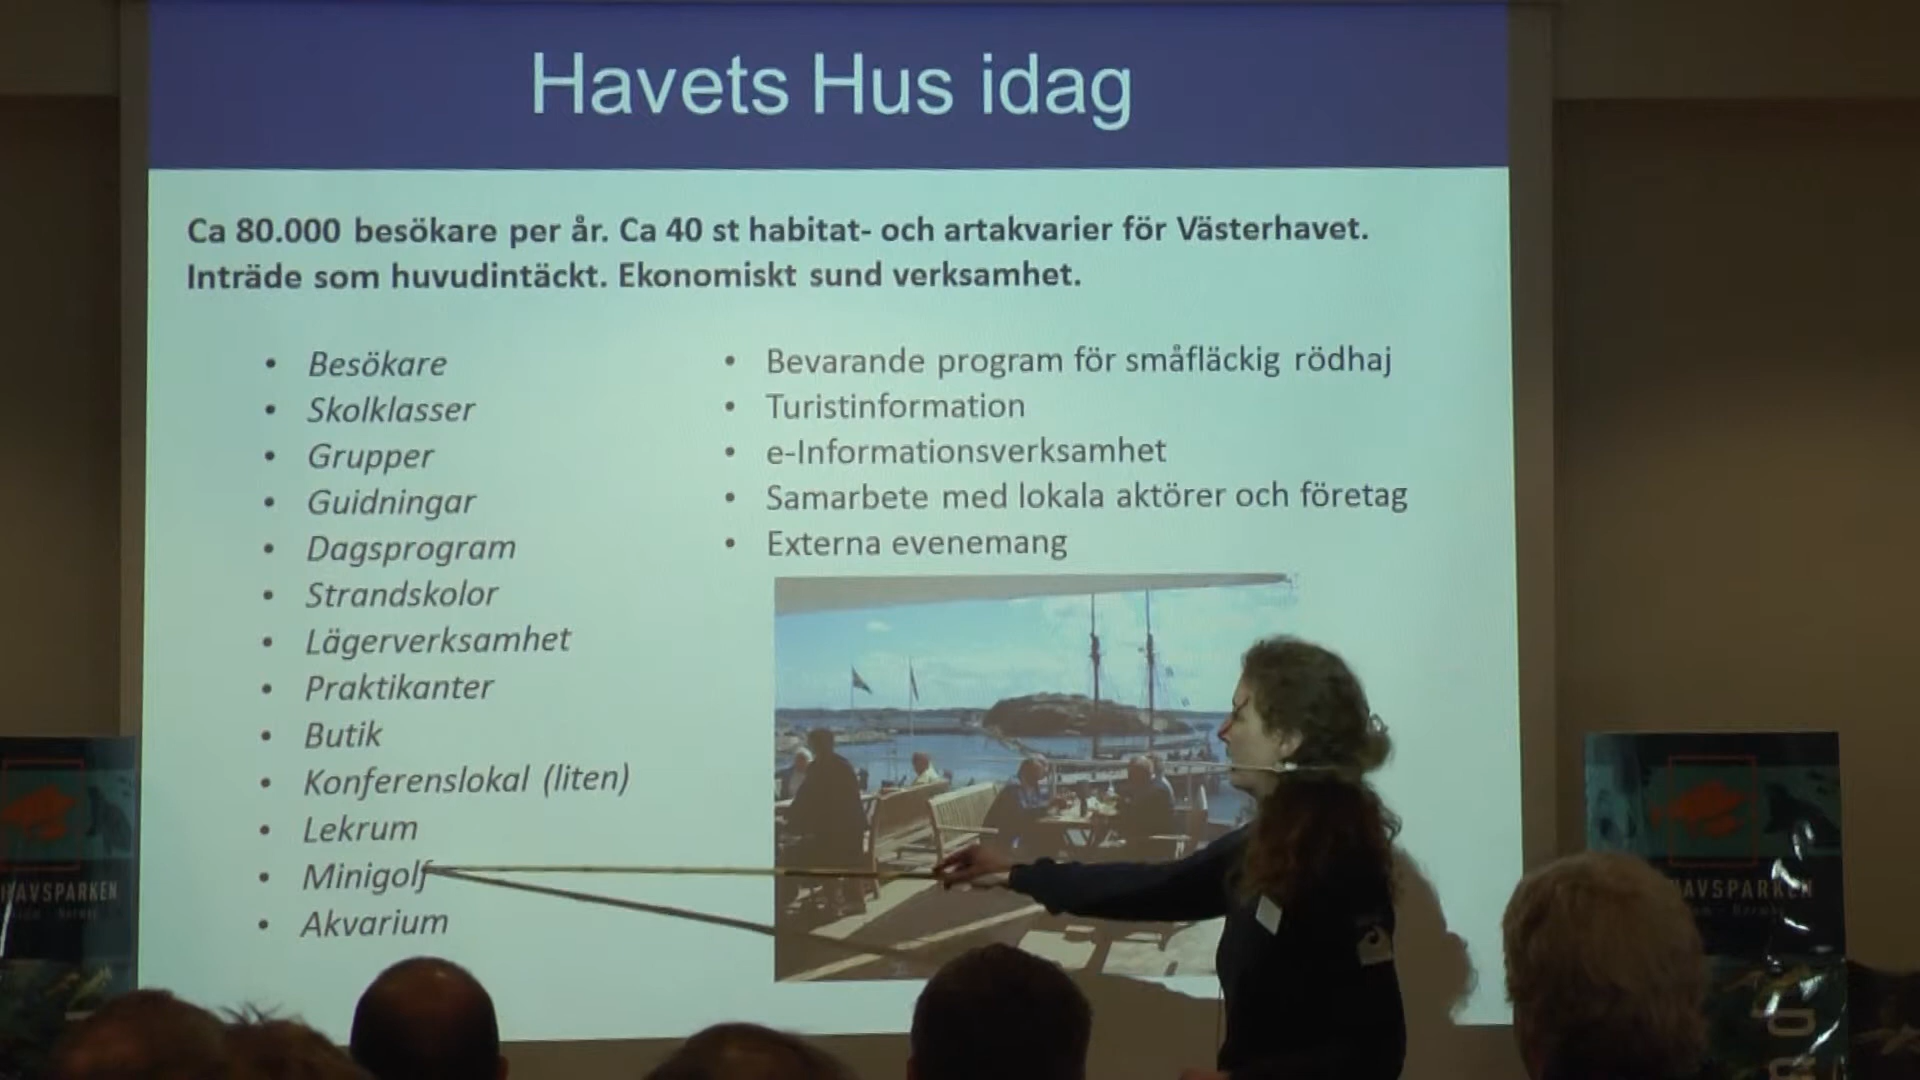 Havets Hus idag
Ca 80.000 besökare per år. Ca 40 st habitat- och artakvarier för Västerhavet.
Inträde som huvudintäckt. Ekonomiskt sund verksamhet.
• Besökare
• Skolklasser
• Grupper
• Guidningar
• Dagsprogram
• Strandskolor
• Lägerverksamhet
• Praktikanter
• Butik
• Konferenslokal (liten)
• Lekrum
• Minigolf
• Akvarium
• Bevarande program för småfläckig rödhaj
• Turistinformation
• e-Informationsverksamhet
• Samarbete med lokala aktörer och företag
• Externa evenemang
HAVSPARKEN
AVSPARKEN